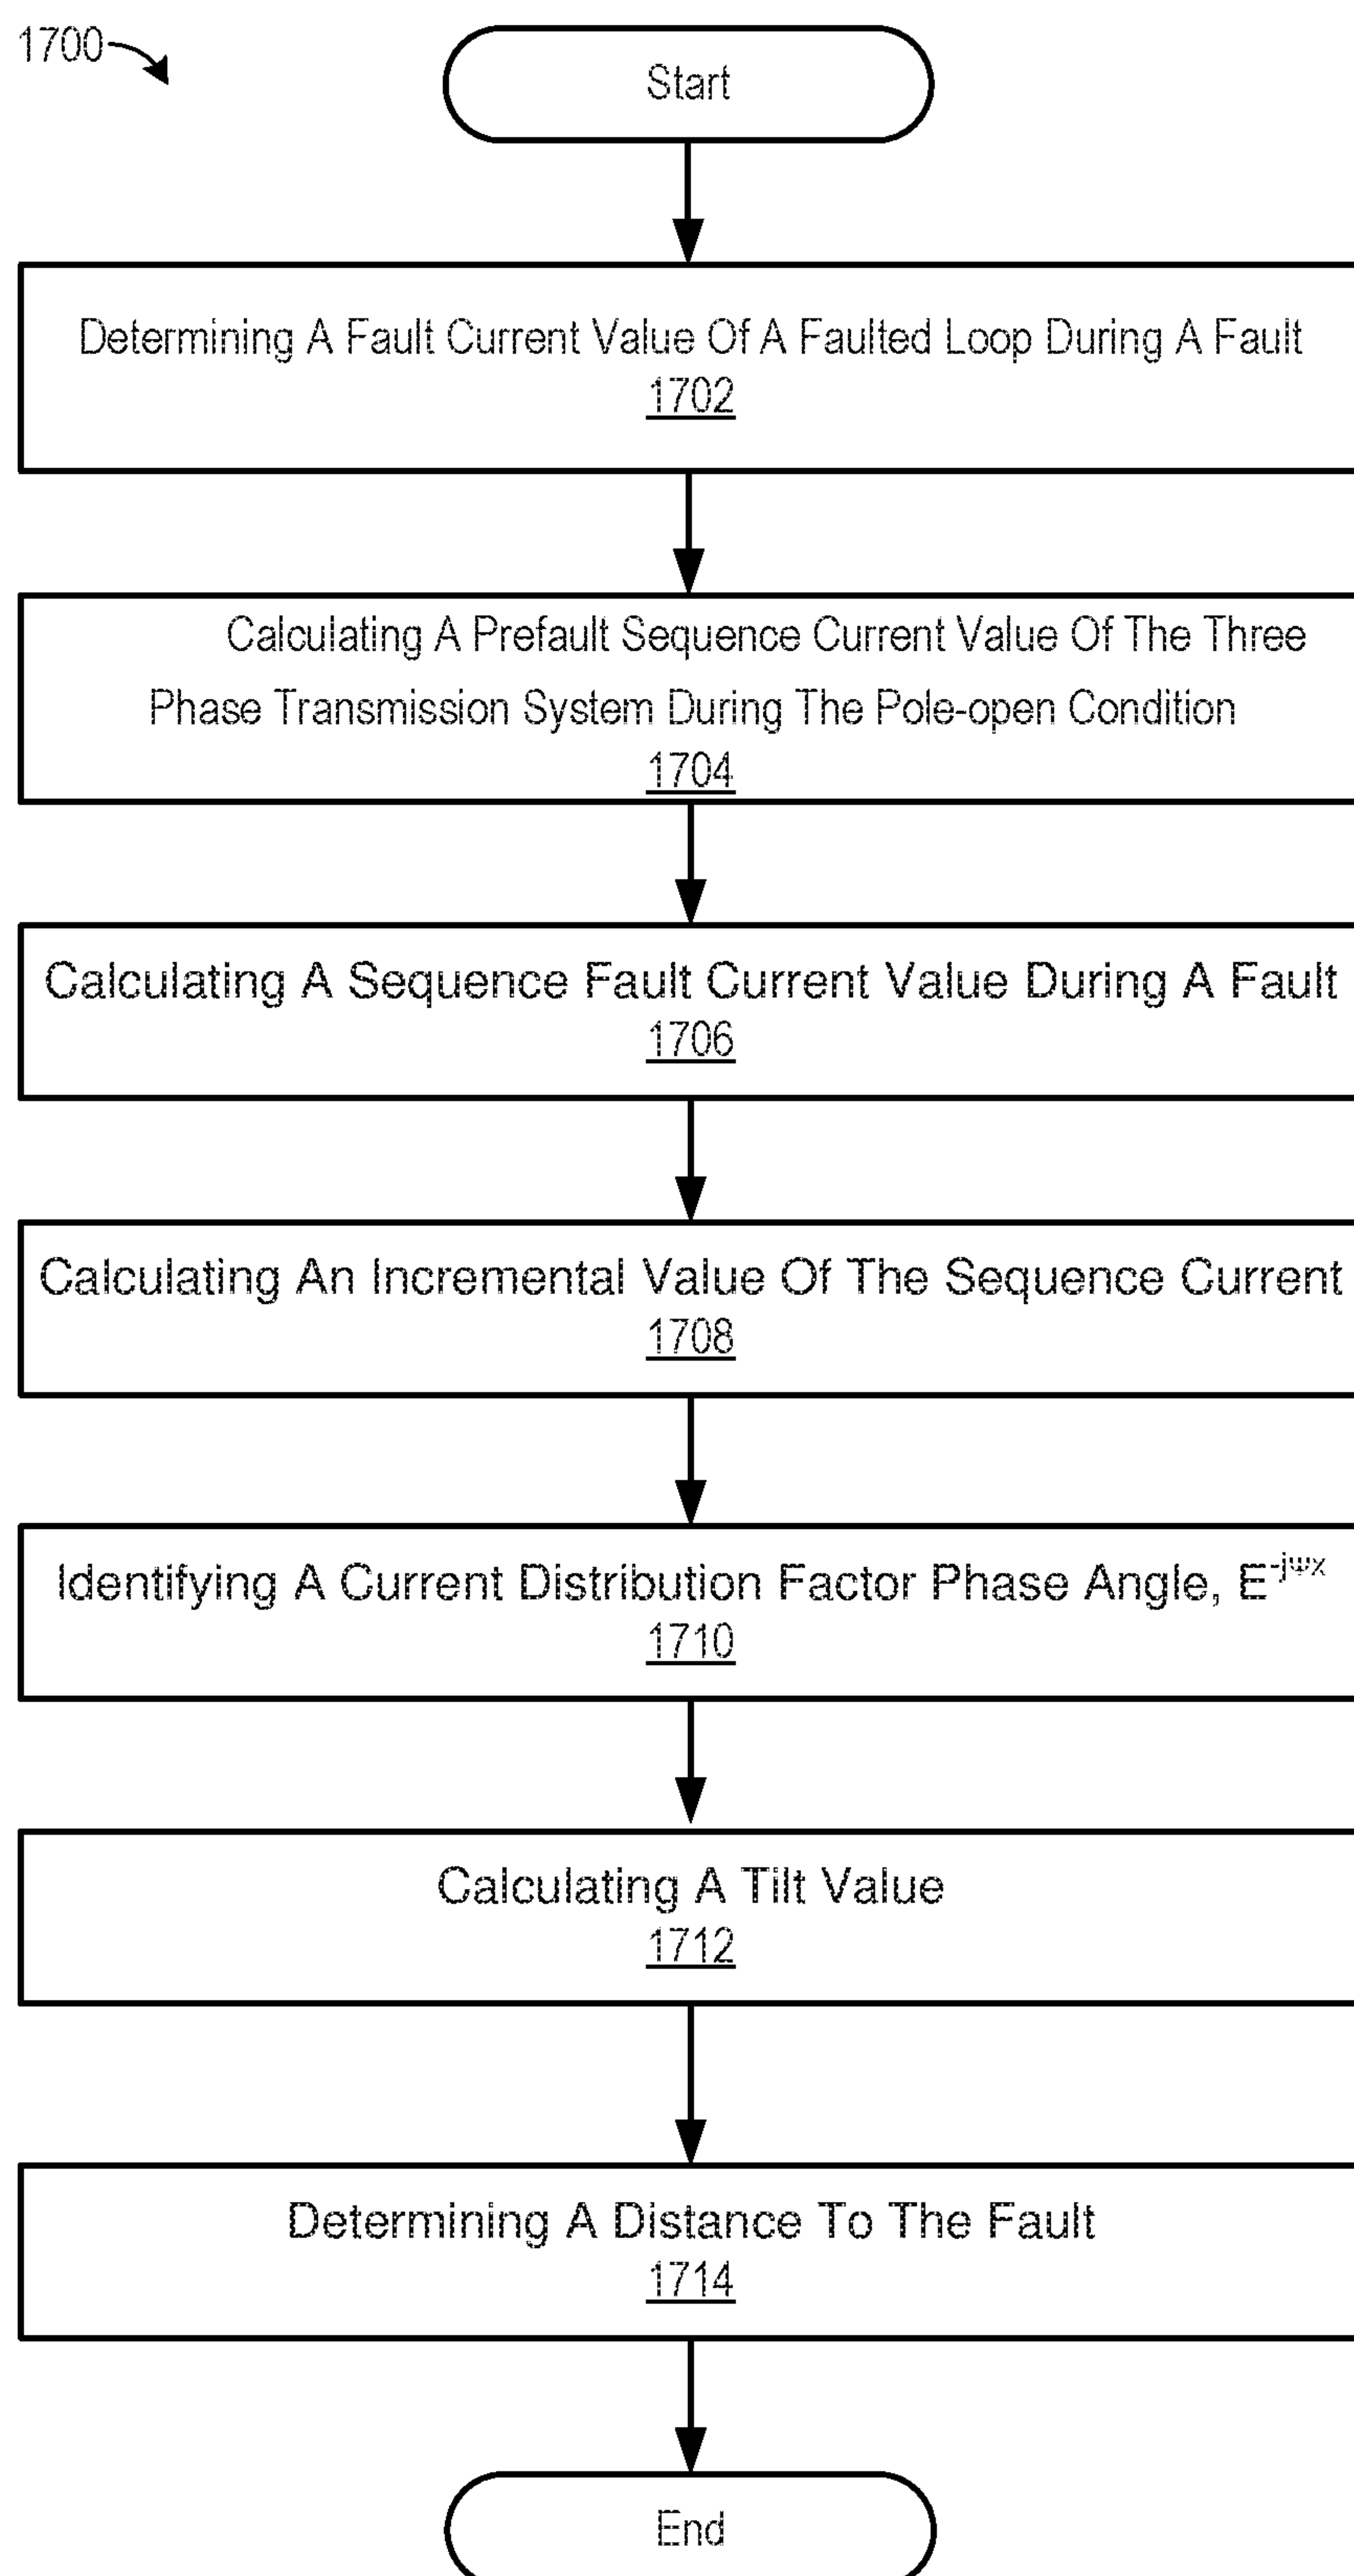 1700
Start
Determining A Fault Current Value Of A Faulted Loop During A Fault
1702
Calculating A Prefault Sequence Current Value Of The Three
Phase Transmission System During The Pole-open Condition
1704
Calculating A Sequence Fault Current Value During A Fault
1706
Calculating An Incremental Value Of The Sequence Current
1708
Identifying A Current Distribution Factor Phase Angle, E-jψx
1710
Calculating A Tilt Value
1712
Determining A Distance To The Fault
1714
End